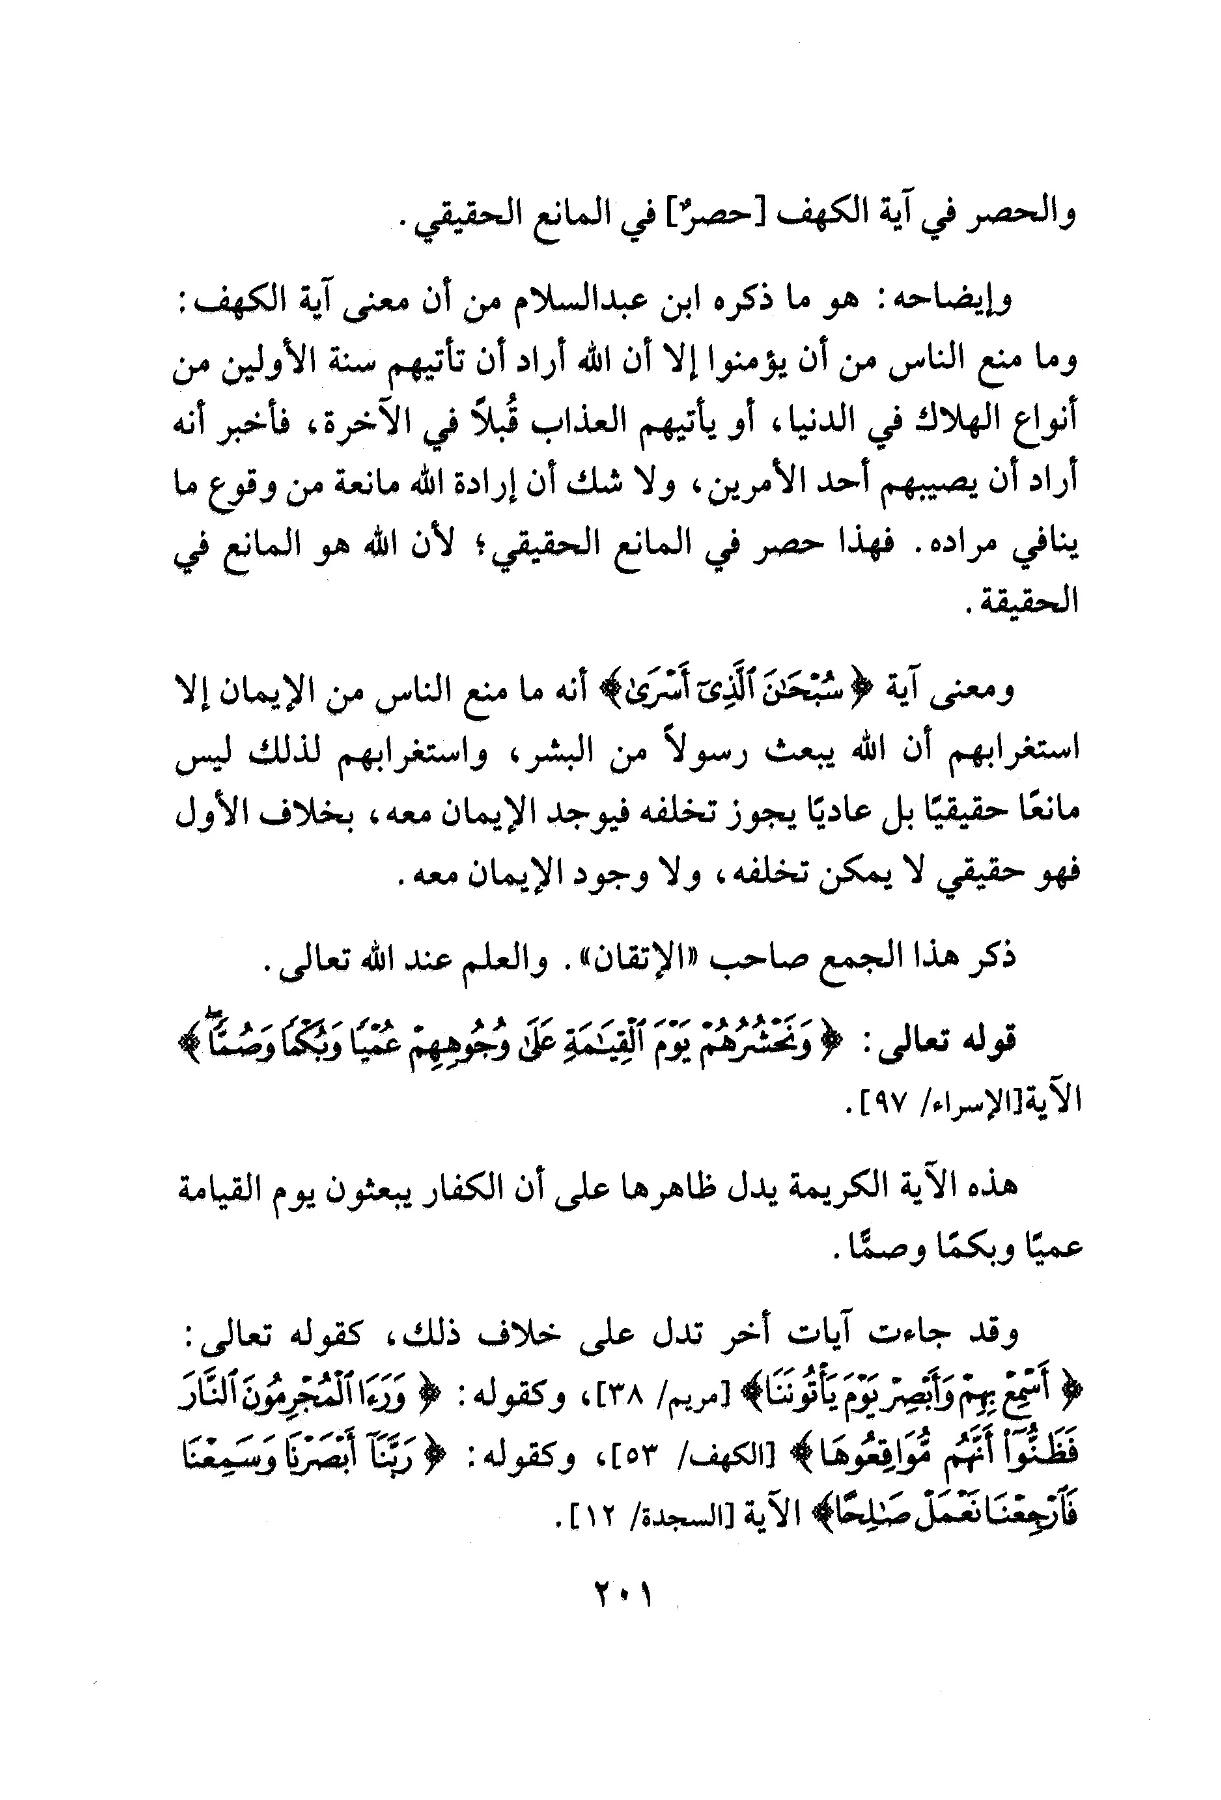 والحصر في آية الكهف [حصرٌ] في المانع الحقيقي.
وإيضاحه: هو ما ذكره ابن عبدالسلام من أن معنى آية الكهف:
وما منع الناس من أن يؤمنوا إلا أن الله أراد أن تأتيهم سنة الأولين من
أنواع الهلاك في الدنيا، أو يأتيهم العذاب قُبلاً في الآخرة، فأخبر أنه
أراد أن يصيبهم أحد الأمرين، ولا شك أن إرادة الله مانعة من وقوع ما
ينافي مراده. فهذا حصر في المانع الحقيقي؛ لأن الله هو المانع في
الحقيقة.
ومعنى آية ﴿سُبْحَٰنَ ٱلَّذِىٓ أَسْرَىٰ﴾ أنه ما منع الناس من الإيمان إلا
استغرابهم أن الله يبعث رسولاً من البشر، واستغرابهم لذلك ليس
مانعًا حقيقيًا بل عاديًا يجوز تخلفه فيوجد الإيمان معه، بخلاف الأول
فهو حقيقي لا يمكن تخلفه، ولا وجود الإيمان معه.
ذكر هذا الجمع صاحب «الإتقان». والعلم عند الله تعالى.
قوله تعالى: ﴿وَنَحْشُرُهُمْ يَوْمَ ٱلْقِيَٰمَةِ عَلَىٰ وُجُوهِهِمْ عُمْيًا وَبُكْمًا وَصُمًّاۖ﴾
الآية[الإسراء/ ٩٧].
هذه الآية الكريمة يدل ظاهرها على أن الكفار يبعثون يوم القيامة
عميًا وبكمًا وصمًّا.
وقد جاءت آيات أخر تدل على خلاف ذلك، كقوله تعالى:
﴿أَسْمِعْ بِهِمْ وَأَبْصِرْ يَوْمَ يَأْتُونَنَا﴾ [مريم/ ٣٨]، وكقوله: ﴿وَرَءَا ٱلْمُجْرِمُونَ ٱلنَّارَ
فَظَنُّوٓا۟ أَنَّهُم مُّوَاقِعُوهَا﴾ [الكهف/ ٥٣]، وكقوله: ﴿رَبَّنَآ أَبْصَرْنَا وَسَمِعْنَا
فَٱرْجِعْنَا نَعْمَلْ صَٰلِحًا﴾ الآية [السجدة/ ١٢].
٢٠١